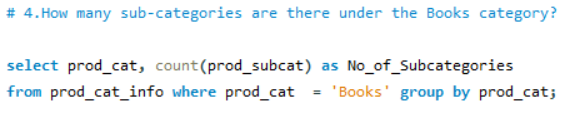 # 4.How many sub-categories are there under the Books category?
select prod_cat, count(prod_subcat) as No_of_Subcategories
from prod_cat_info where prod_cat  = 'Books' group by prod_cat;